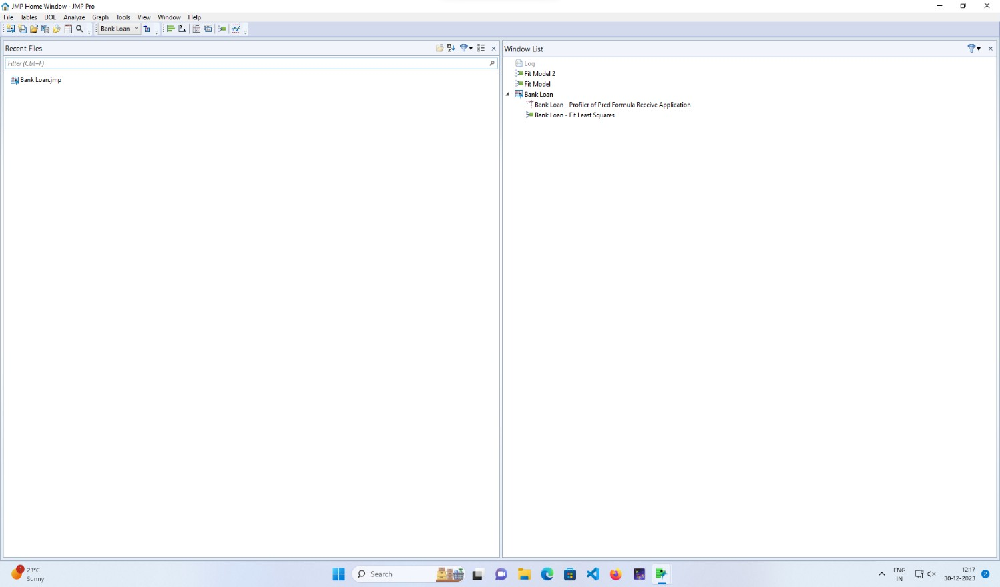 JMP Home Window - JMP Pro
File Tables DOE Analyze Graph Tools View Window Help
Bank Loan
Recent Files
Filter (Ctrl+F)
Bank Loan.jmp
Window List
Log
Fit Model 2
Fit Model
Bank Loan
Bank Loan - Profiler of Pred Formula Receive Application
Bank Loan - Fit Least Squares
1
23°C
Sunny
Search
ENG
IN
12:17
30-12-2023
2